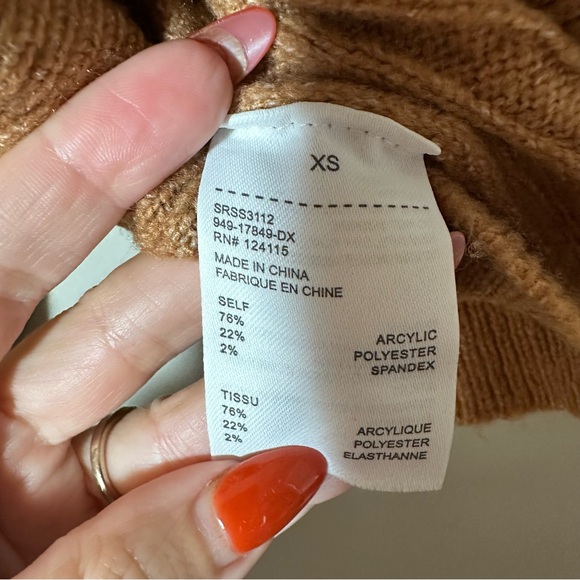 XS
SRSS3112
949-17849-DX
RN# 124115
MADE IN CHINA
FABRIQUE EN CHINE
SELF
76% ARCYLIC
22% POLYESTER
2% SPANDEX
TISSU
76% ARCYLIQUE
22% POLYESTER
2% ELASTHANNE